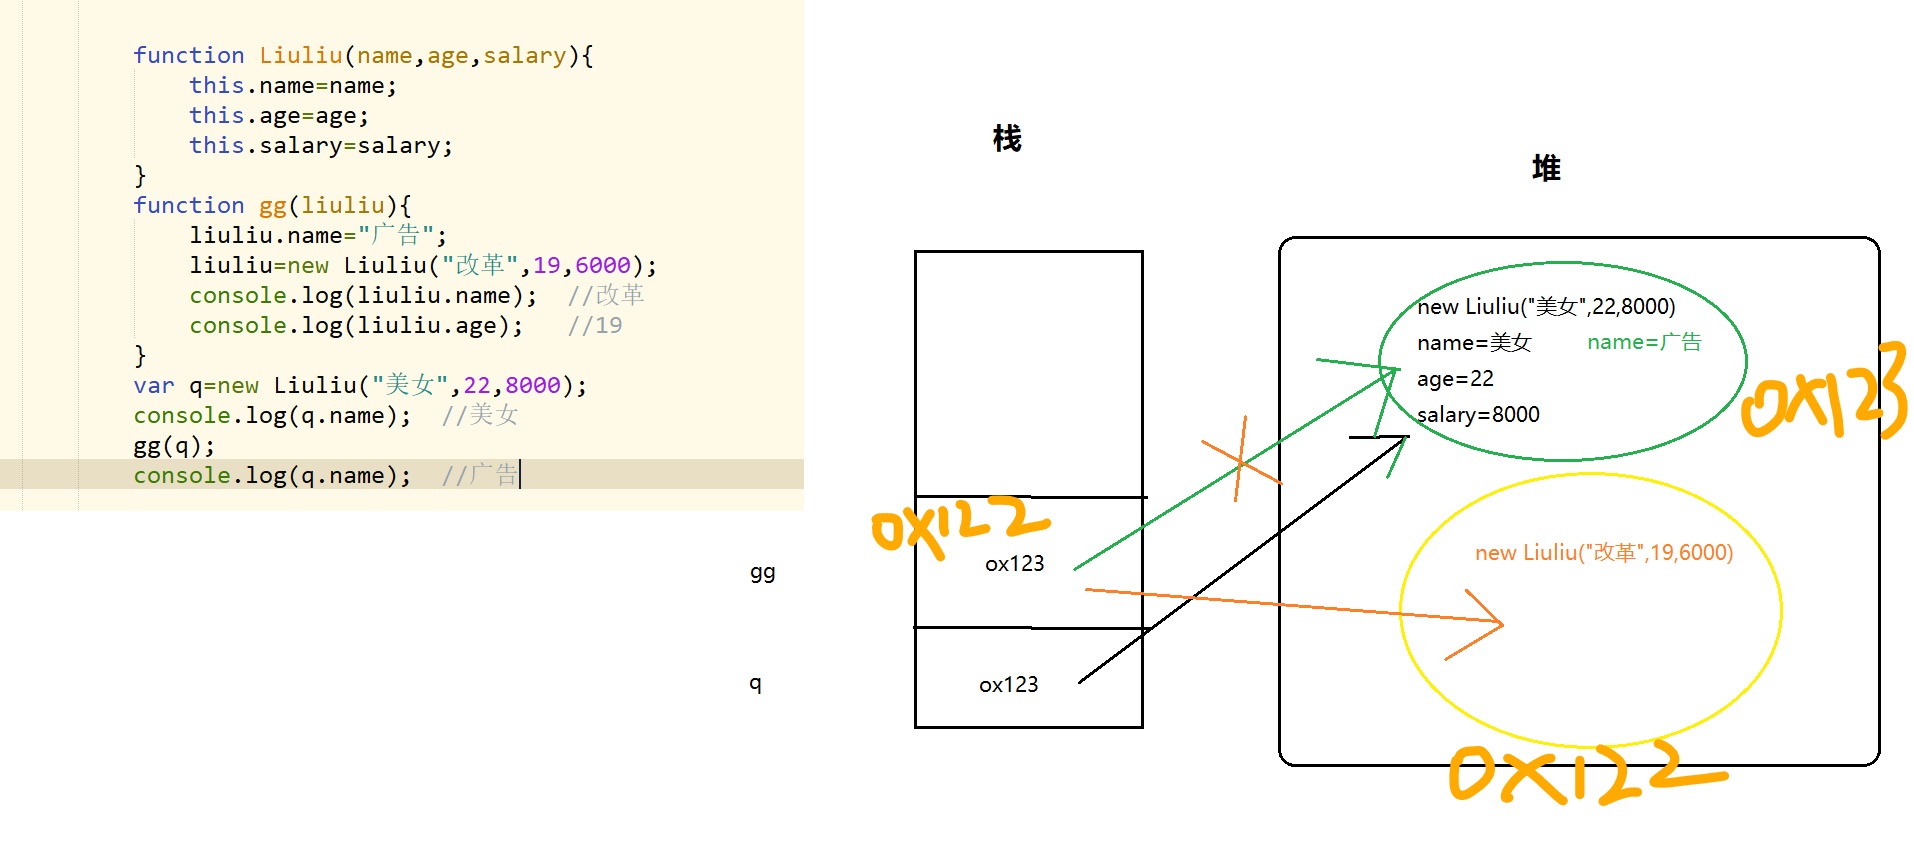 function Liuliu(name,age,salary){
this.name=name;
this.age=age;
this.salary=salary;
}
function gg(liuliu){
liuliu.name="广告";
liuliu=new Liuliu("改革",19,6000);
console.log(liuliu.name);  //改革
console.log(liuliu.age);   //19
}
var q=new Liuliu("美女",22,8000);
console.log(q.name);  //美女
gg(q);
console.log(q.name);  //广告
栈
堆
new Liuliu("美女",22,8000)
name=美女 name=广告
age=22
salary=8000
0x123
0x122
ox123
gg
new Liuliu("改革",19,6000)
q
ox123
0x122